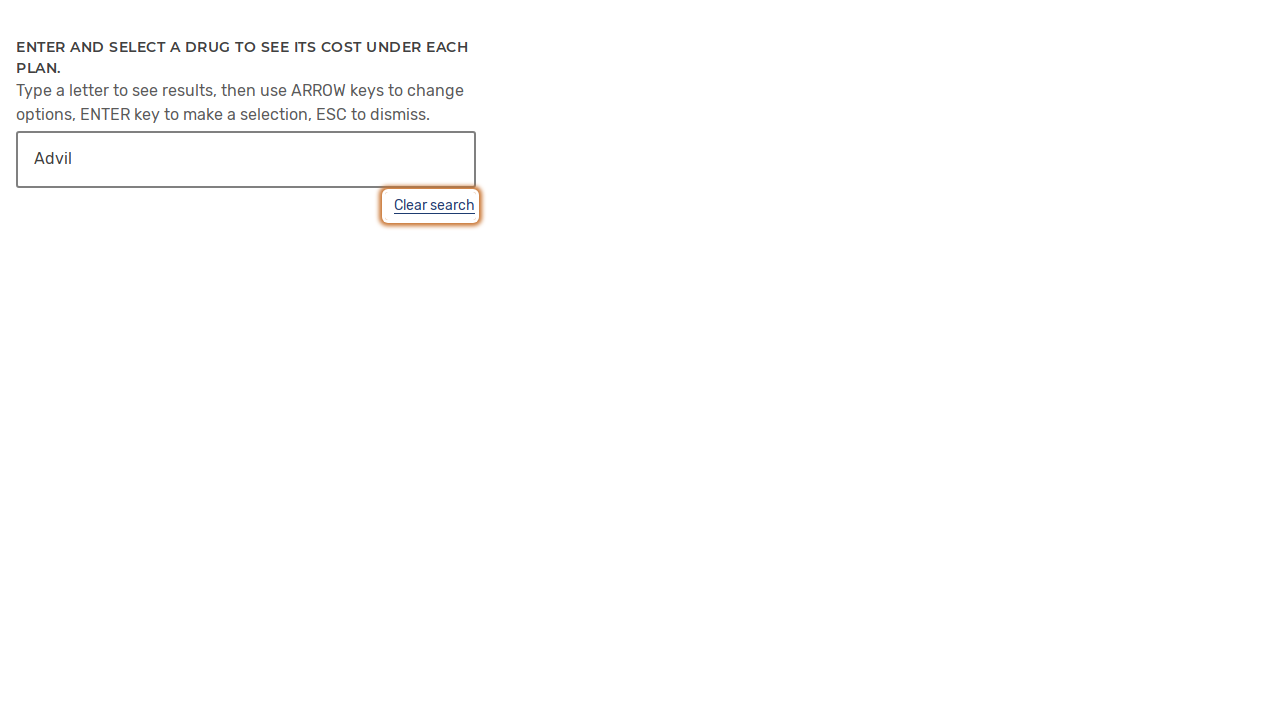 ENTER AND SELECT A DRUG TO SEE ITS COST UNDER EACH
PLAN.
Type a letter to see results, then use ARROW keys to change
options, ENTER key to make a selection, ESC to dismiss.
Advil
Clear search